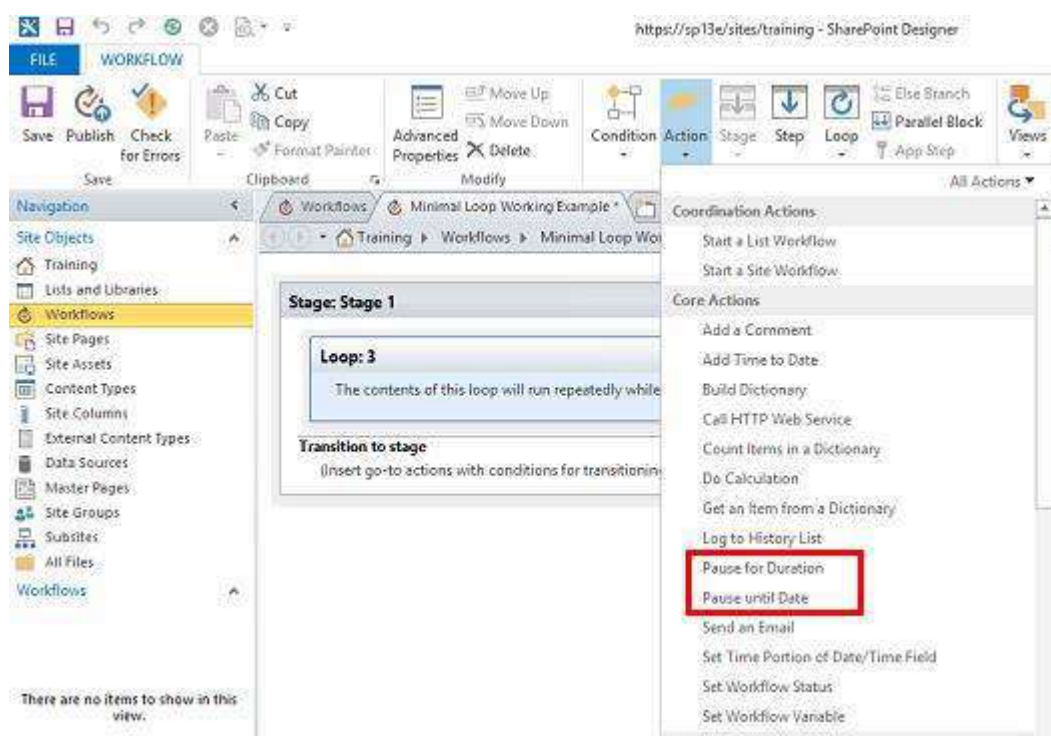 https://sp13e/sites/training - SharePoint Designer
FILE WORKFLOW
Save Publish Check for Errors
Save
Paste
Cut
Copy
Format Painter
Clipboard
Advanced Properties
Move Up
Move Down
Delete
Modify
Condition Action Stage Step Loop
Else Branch
Parallel Block
App Step
Views
Navigation
Site Objects
Training
Lists and Libraries
Workflows
Site Pages
Site Assets
Content Types
Site Columns
External Content Types
Data Sources
Master Pages
Site Groups
Subsites
All Files
Workflows
There are no items to show in this
view.
Workflows Minimal Loop Working Example *
Training Workflows Minimal Loop Wo
Stage: Stage 1
Loop: 3
The contents of this loop will run repeatedly while
Transition to stage
(Insert go-to actions with conditions for transitioning
All Actions
Coordination Actions
Start a List Workflow
Start a Site Workflow
Core Actions
Add a Comment
Add Time to Date
Build Dictionary
Call HTTP Web Service
Count Items in a Dictionary
Do Calculation
Get an Item from a Dictionary
Log to History List
Pause for Duration
Pause until Date
Send an Email
Set Time Portion of Date/Time Field
Set Workflow Status
Set Workflow Variable